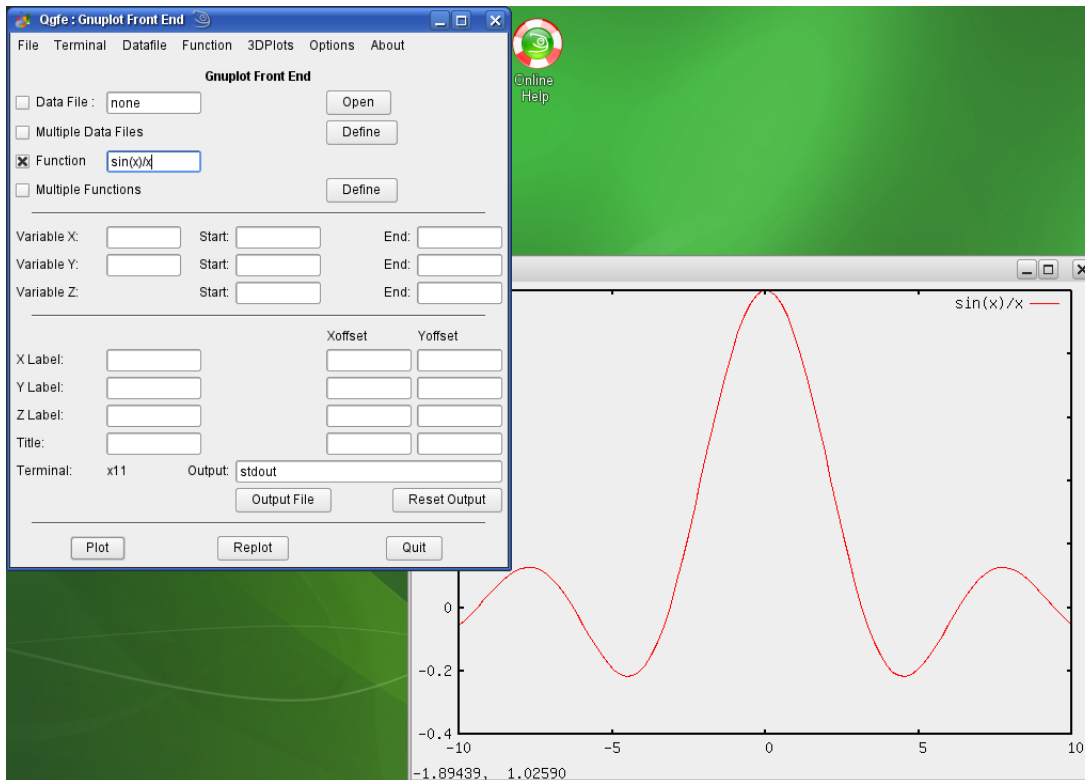 Qgfe : Gnuplot Front End
File Terminal Datafile Function 3DPlots Options About
Gnuplot Front End
Data File : none Open
Multiple Data Files Define
Function sin(x)/x
Multiple Functions Define
Variable X: Start: End:
Variable Y: Start: End:
Variable Z: Start: End:
Xoffset Yoffset
X Label:
Y Label:
Z Label:
Title:
Terminal: x11 Output: stdout
Output File Reset Output
Plot Replot Quit
Online
Help
sin(x)/x
0
-0.2
-0.4
-10 -5 0 5 10
-1.89439, 1.02590